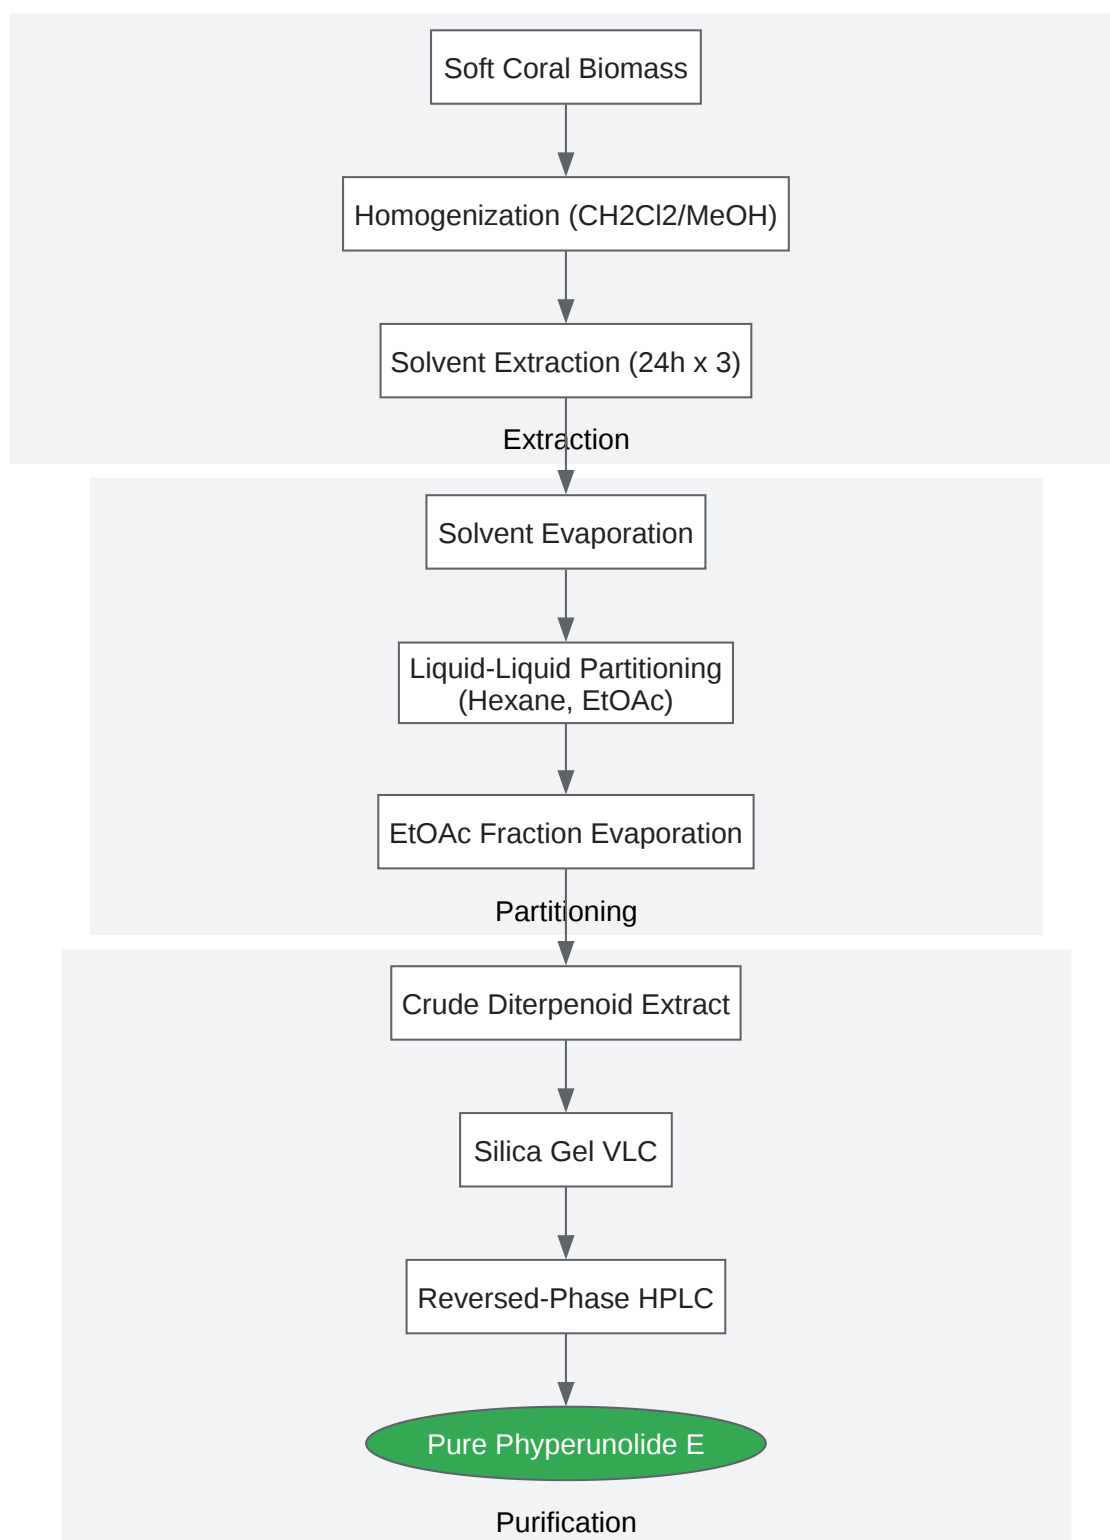 Soft Coral Biomass
Homogenization (CH2Cl2/MeOH)
Solvent Extraction (24h x 3)
Extraction
Solvent Evaporation
Liquid-Liquid Partitioning
(Hexane, EtOAc)
EtOAc Fraction Evaporation
Partitioning
Crude Diterpenoid Extract
Silica Gel VLC
Reversed-Phase HPLC
Pure Phyperunolide E
Purification